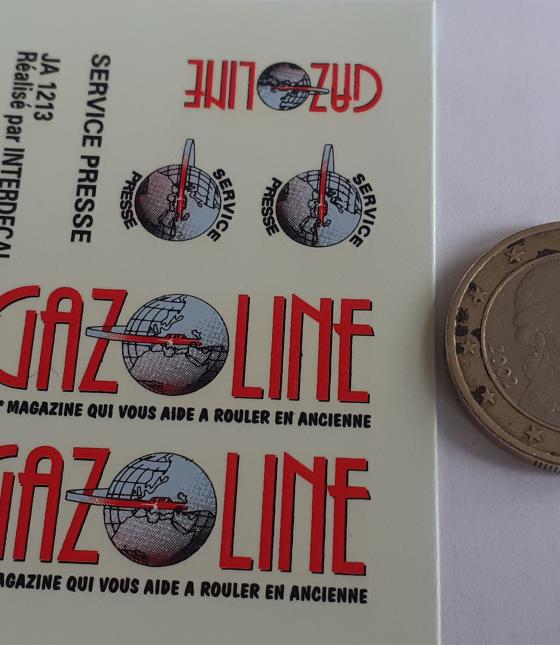 GAZOLINE
SERVICE PRESSE
JA 1213
Réalisé par INTERDECAL
SERVICE
PRESSE
SERVICE
PRESSE
GAZOLINE
MAGAZINE QUI VOUS AIDE A ROULER EN ANCIENNE
GAZOLINE
MAGAZINE QUI VOUS AIDE A ROULER EN ANCIENNE
2002